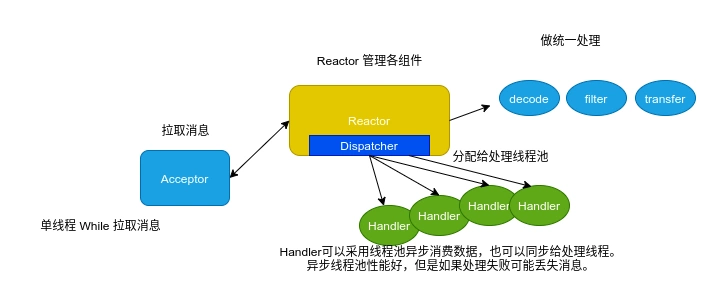 做统一处理
Reactor 管理各组件
decode
filter
transfer
Reactor
拉取消息
Dispatcher
分配给处理线程池
Acceptor
单线程 While 拉取消息
Handler
Handler
Handler
Handler
Handler可以采用线程池异步消费数据，也可以同步给处理线程。
异步线程池性能好，但是如果处理失败可能丢失消息。